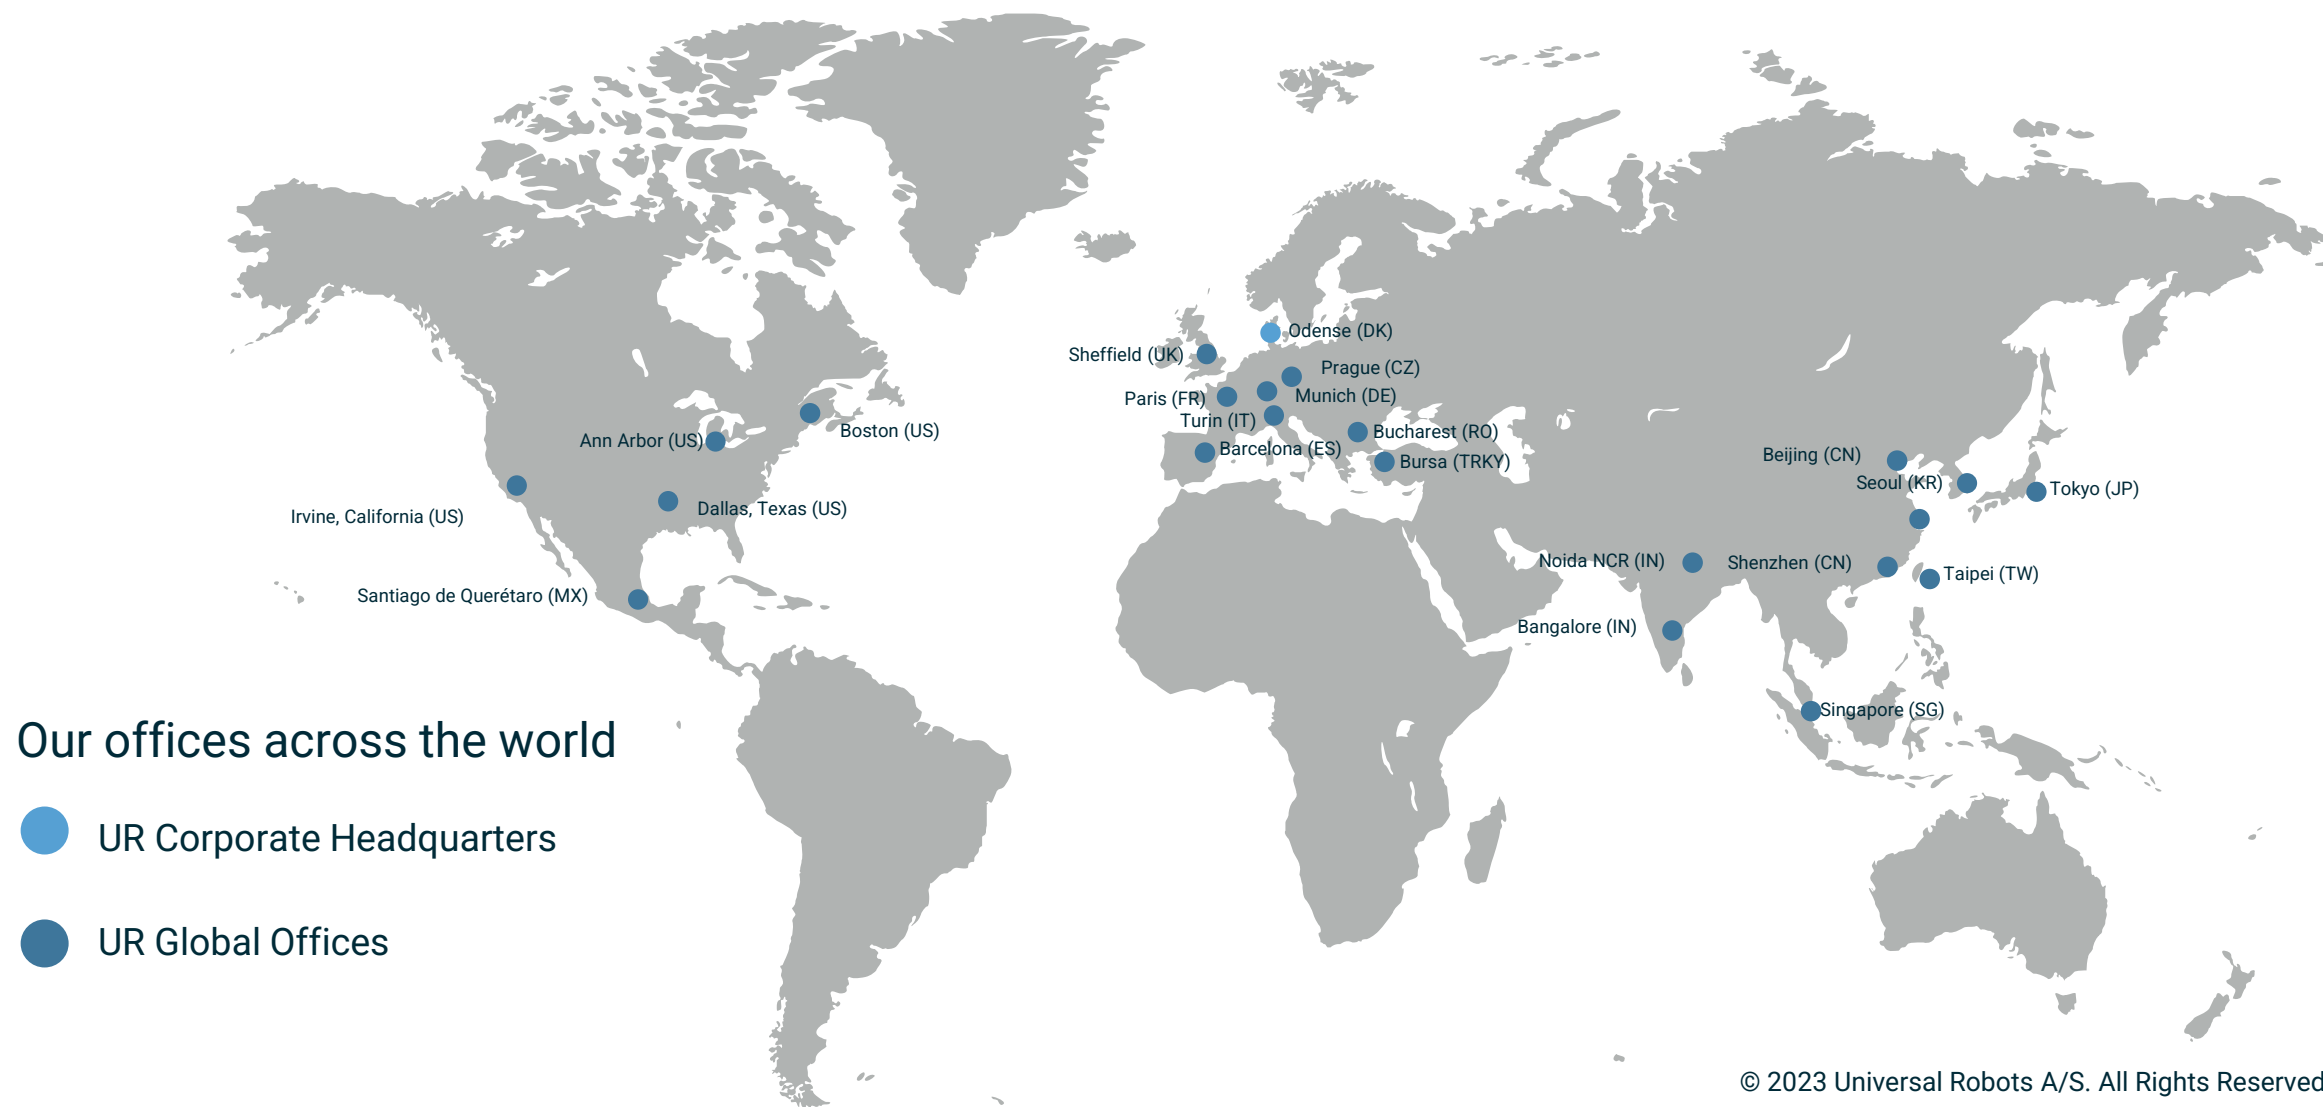 Odense (DK)
Sheffield (UK)
Prague (CZ)
Paris (FR)
Munich (DE)
Turin (IT)
Boston (US)
Bucharest (RO)
Ann Arbor (US)
Barcelona (ES)
Beijing (CN)
Bursa (TRKY)
Seoul (KR)
Tokyo (JP)
Dallas, Texas (US)
Irvine, California (US)
Noida NCR (IN)
Shenzhen (CN)
Taipei (TW)
Santiago de Querétaro (MX)
Bangalore (IN)
Singapore (SG)
Our offices across the world
UR Corporate Headquarters
UR Global Offices
© 2023 Universal Robots A/S. All Rights Reserved